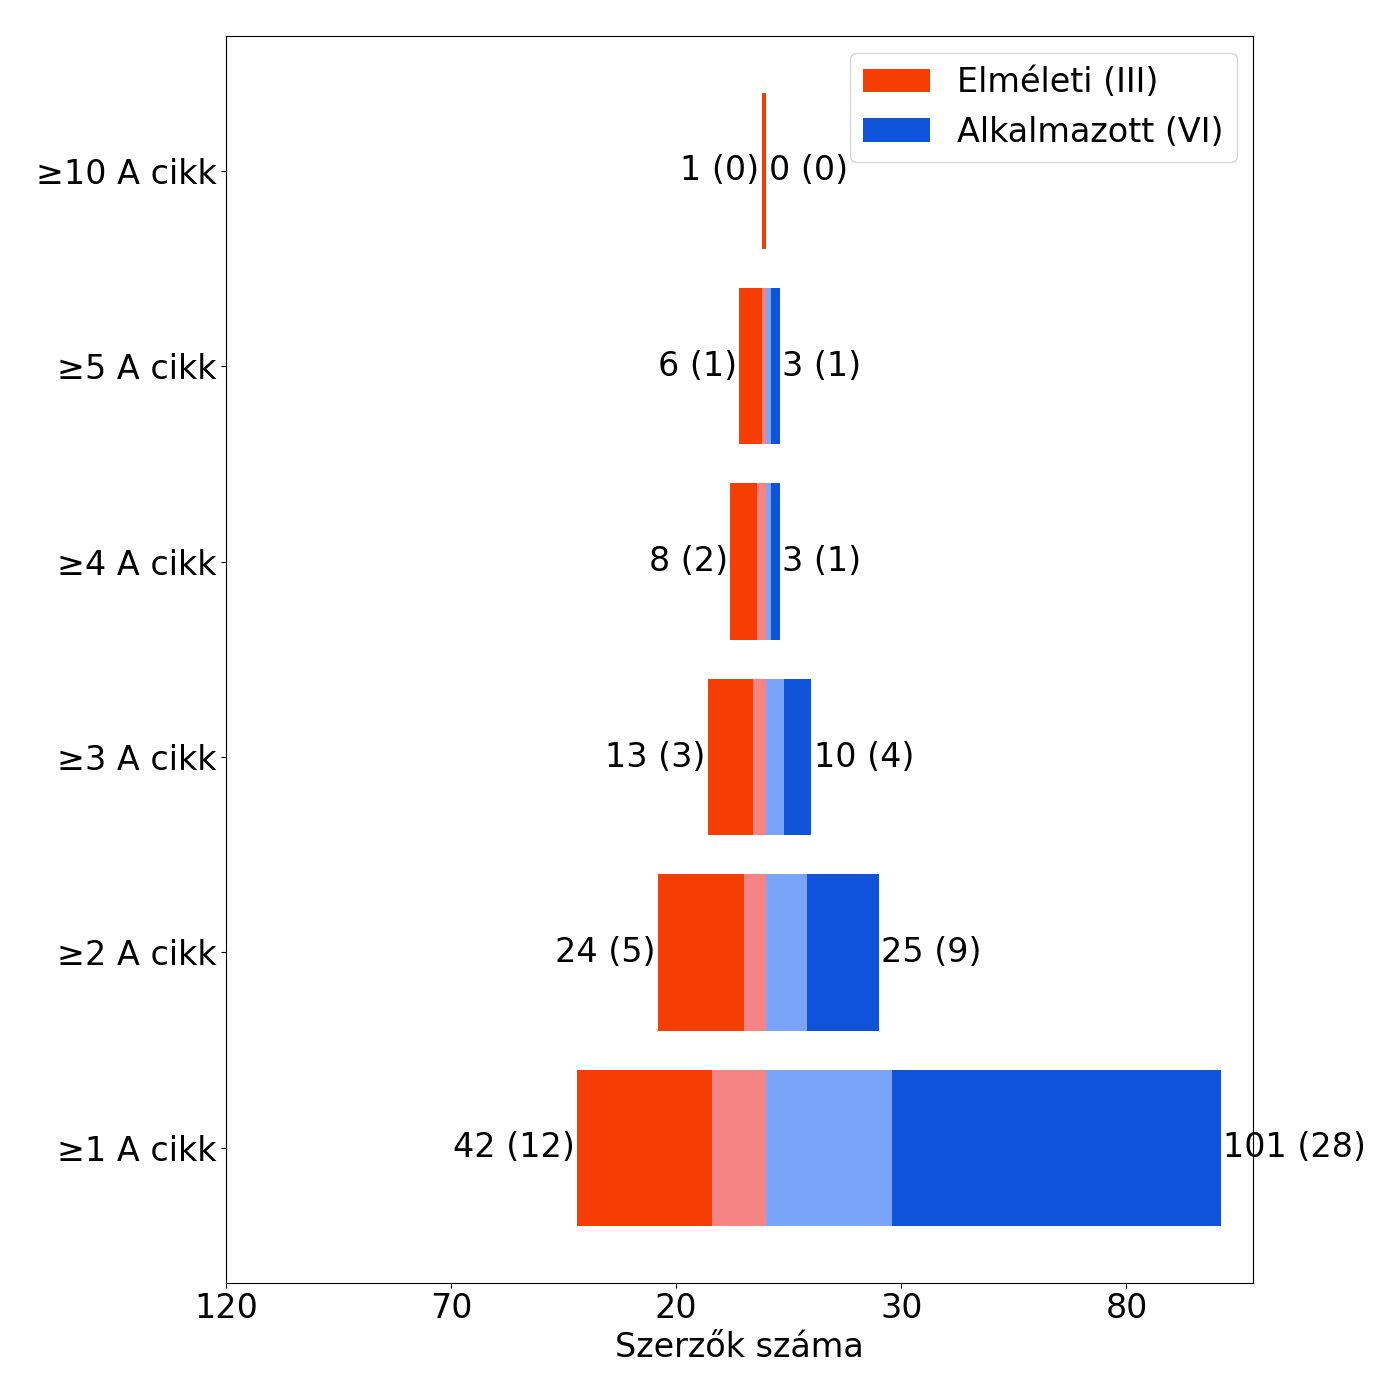 Elméleti (III)
Alkalmazott (VI)
≥10 A cikk
1 (0)
0 (0)
≥5 A cikk
6 (1)
3 (1)
≥4 A cikk
8 (2)
3 (1)
≥3 A cikk
13 (3)
10 (4)
≥2 A cikk
24 (5)
25 (9)
≥1 A cikk
42 (12)
101 (28)
120 70 20 30 80
Szerzők száma